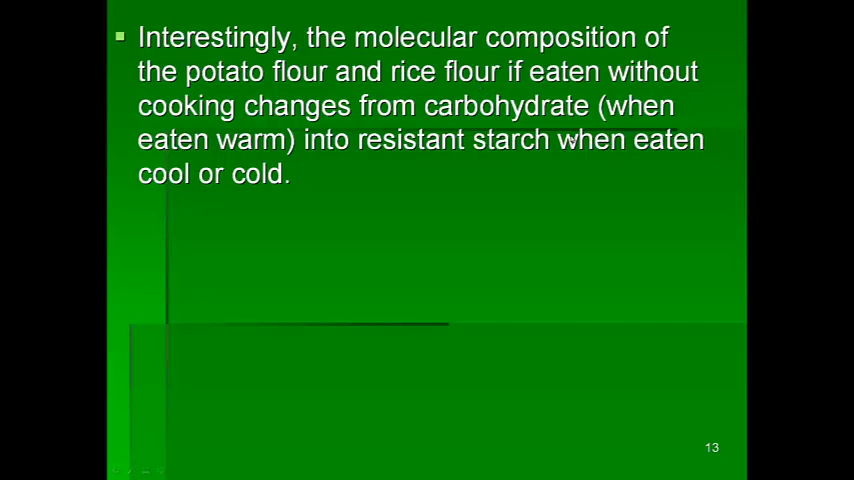 Interestingly, the molecular composition of
the potato flour and rice flour if eaten without
cooking changes from carbohydrate (when
eaten warm) into resistant starch when eaten
cool or cold.
13